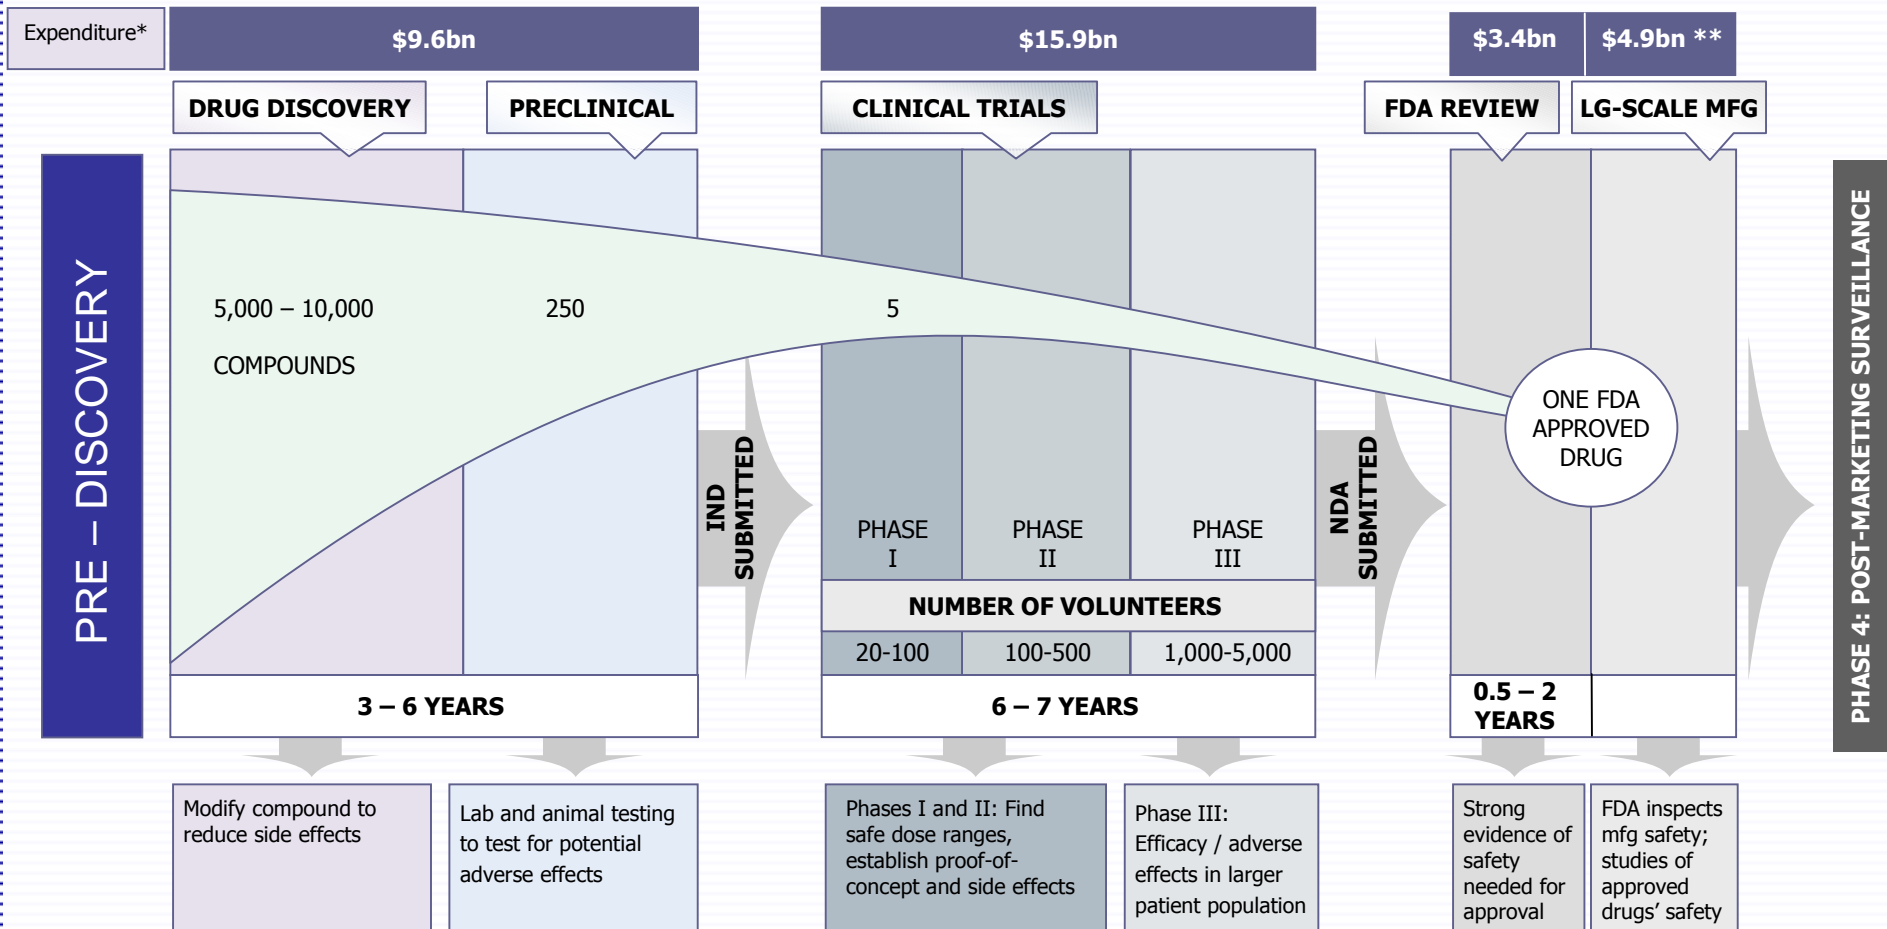 Expenditure*
$9.6bn
$15.9bn
$3.4bn
$4.9bn **
DRUG DISCOVERY
PRECLINICAL
CLINICAL TRIALS
FDA REVIEW
LG-SCALE MFG
PRE – DISCOVERY
5,000 – 10,000
COMPOUNDS
250
5
IND
SUBMITTED
PHASE
I
PHASE
II
PHASE
III
NUMBER OF VOLUNTEERS
20-100
100-500
1,000-5,000
NDA
SUBMITTED
ONE FDA
APPROVED
DRUG
PHASE 4: POST-MARKETING SURVEILLANCE
3 – 6 YEARS
6 – 7 YEARS
0.5 – 2
YEARS
Modify compound to
reduce side effects
Lab and animal testing
to test for potential
adverse effects
Phases I and II: Find
safe dose ranges,
establish proof-of-
concept and side effects
Phase III:
Efficacy / adverse
effects in larger
patient population
Strong
evidence of
safety
needed for
approval
FDA inspects
mfg safety;
studies of
approved
drugs’ safety